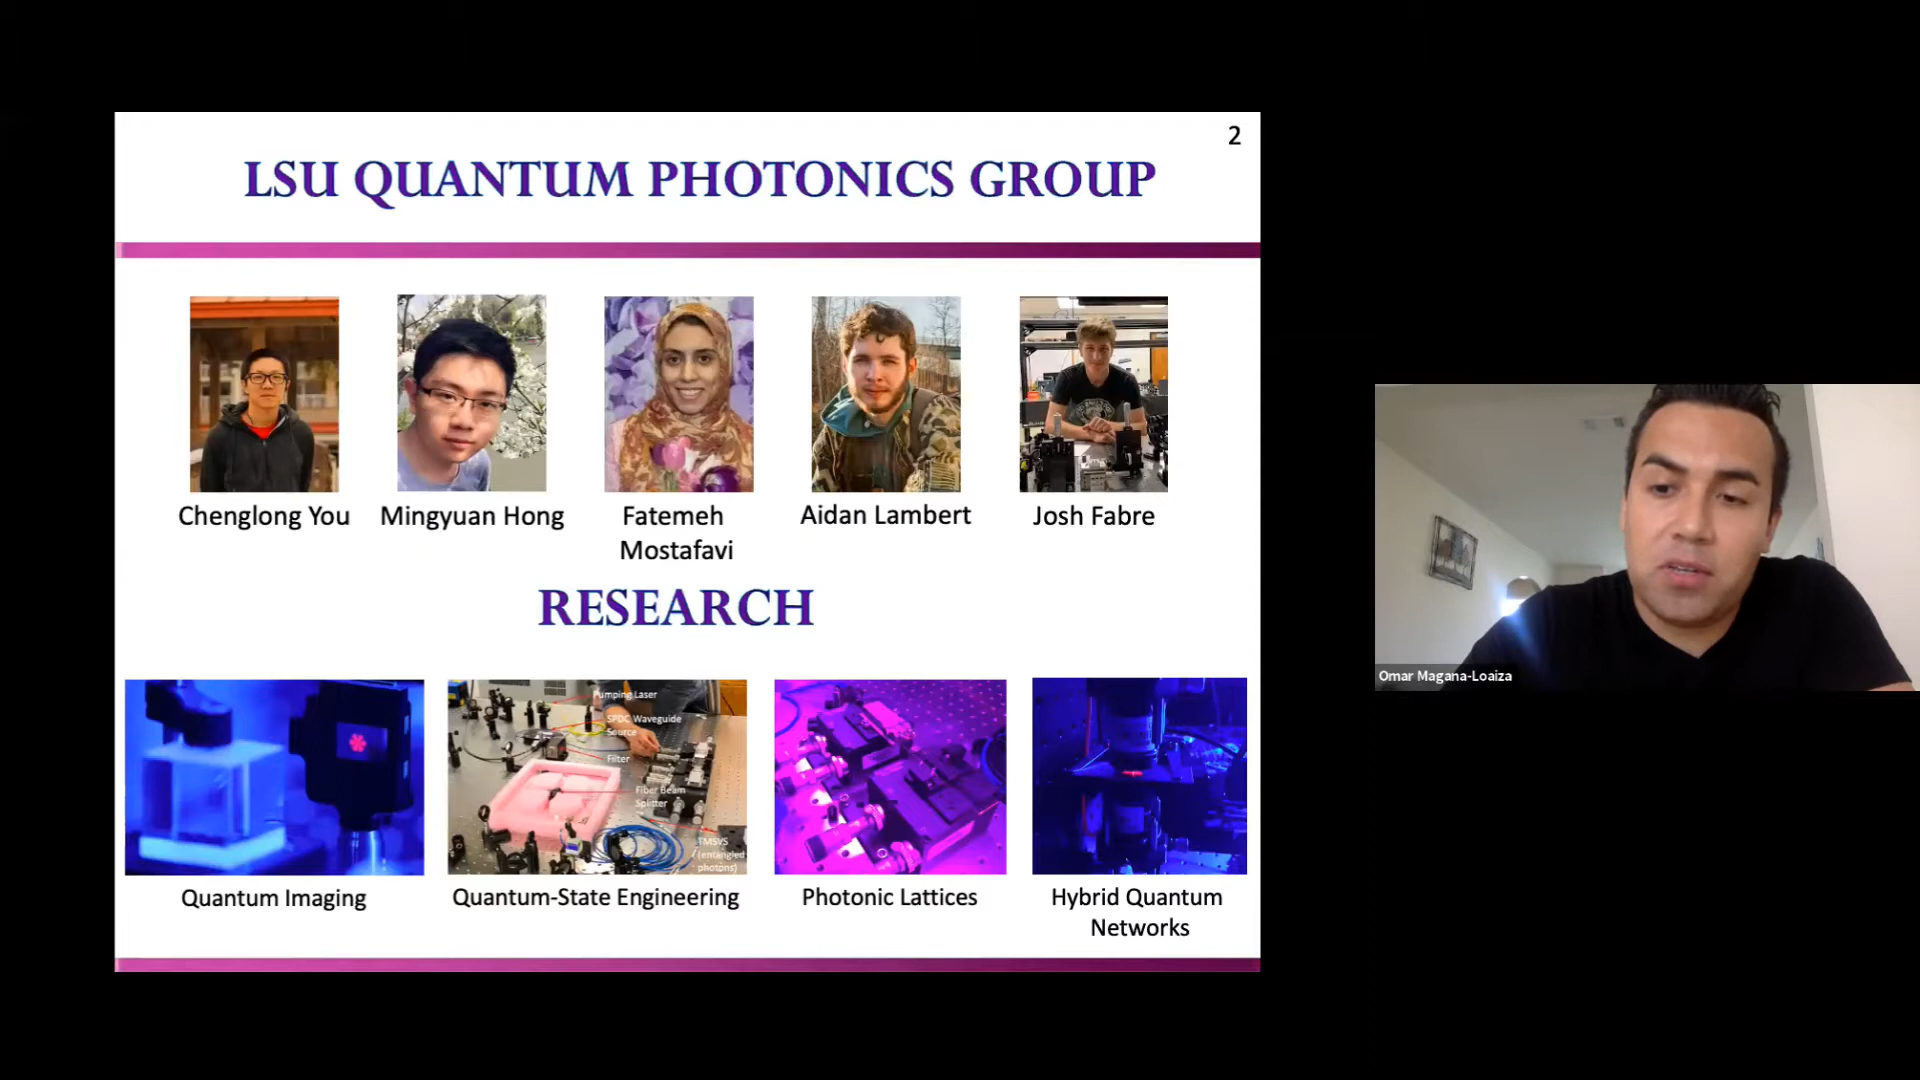 2
LSU QUANTUM PHOTONICS GROUP
Chenglong You
Mingyuan Hong
Fatemeh
Mostafavi
Aidan Lambert
Josh Fabre
RESEARCH
Pumping Laser
SPDC Waveguide
Source
Filter
Fiber Beam
Splitter
TMSVS
(entangled
photons)
Quantum Imaging
Quantum-State Engineering
Photonic Lattices
Hybrid Quantum
Networks
Omar Magana-Loaiza